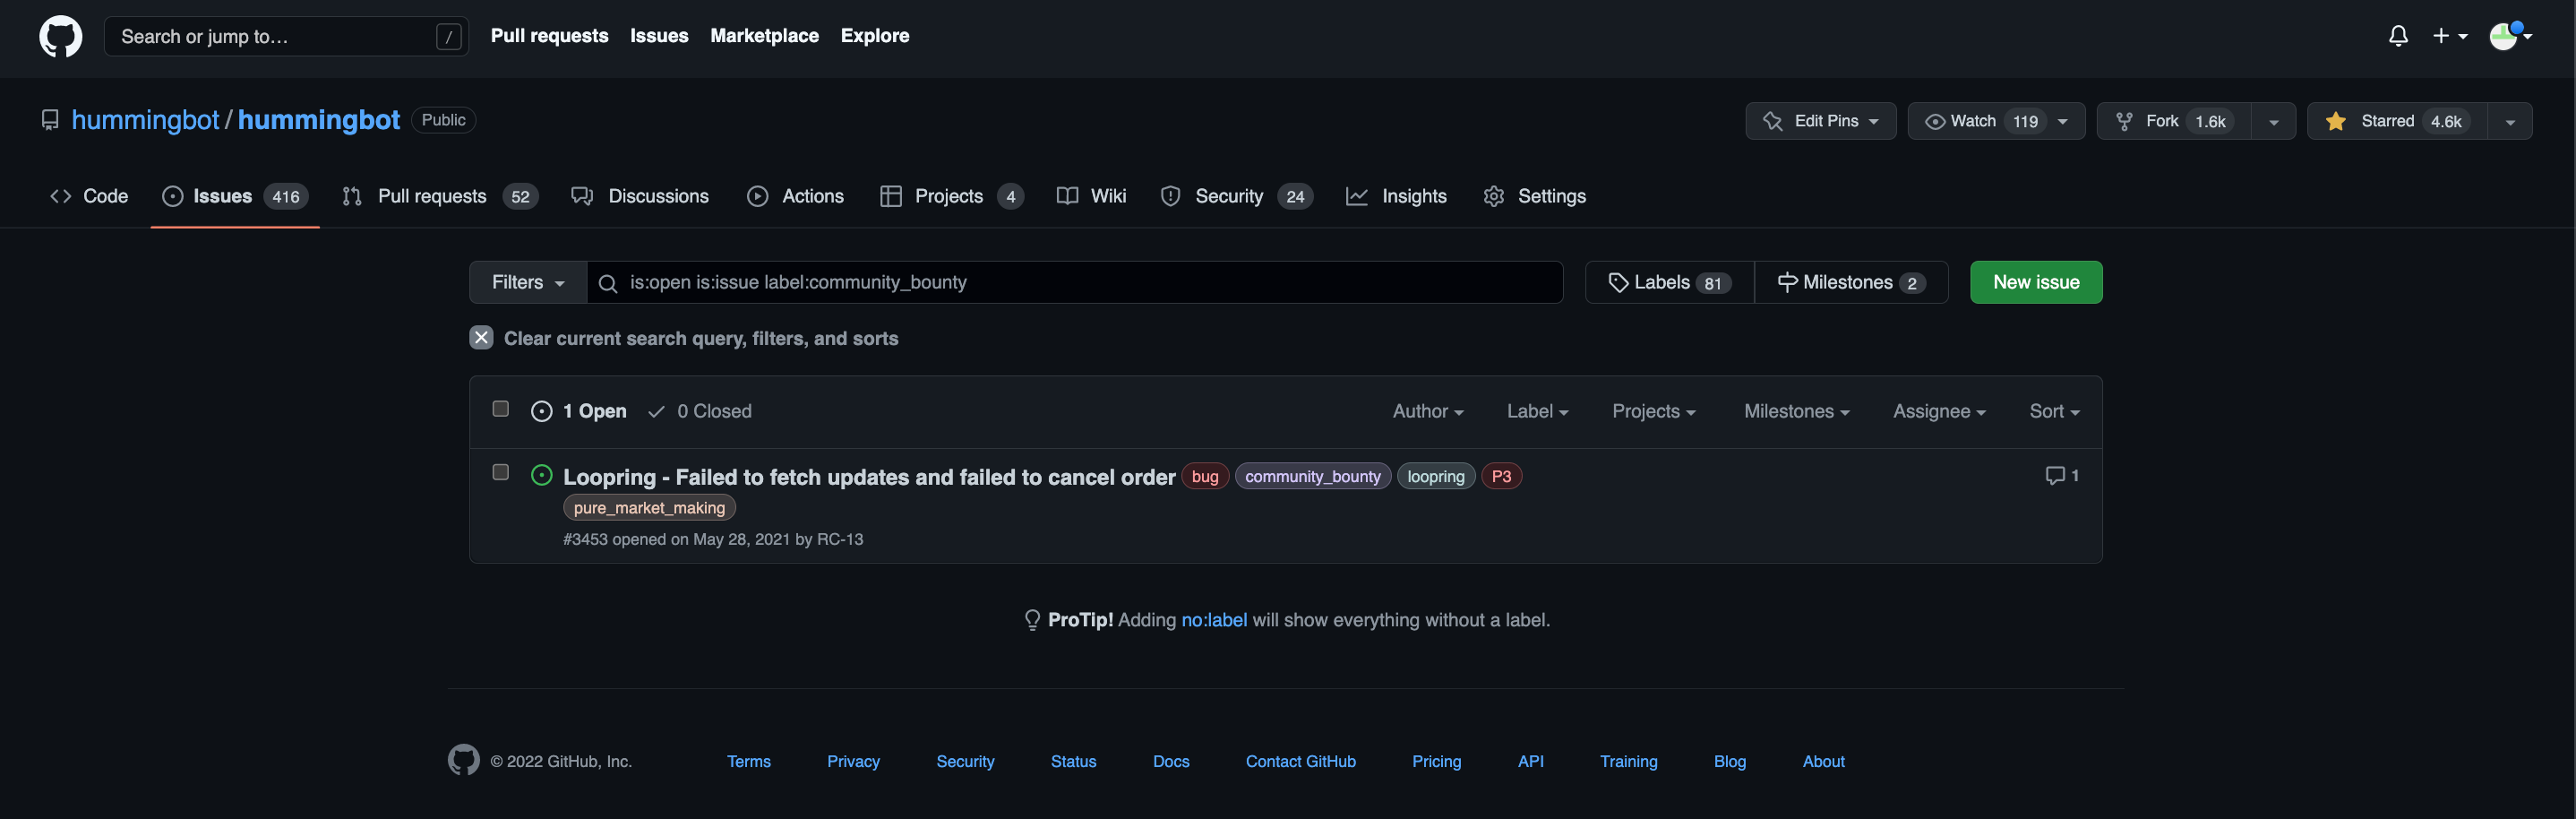 Search or jump to… / Pull requests Issues Marketplace Explore
hummingbot / hummingbot Public Edit Pins Watch 119 Fork 1.6k Starred 4.6k
Code Issues 416 Pull requests 52 Discussions Actions Projects 4 Wiki Security 24 Insights Settings
Filters is:open is:issue label:community_bounty Labels 81 Milestones 2 New issue
Clear current search query, filters, and sorts
1 Open 0 Closed Author Label Projects Milestones Assignee Sort
Loopring - Failed to fetch updates and failed to cancel order bug community_bounty loopring P3 1
pure_market_making
#3453 opened on May 28, 2021 by RC-13
ProTip! Adding no:label will show everything without a label.
© 2022 GitHub, Inc. Terms Privacy Security Status Docs Contact GitHub Pricing API Training Blog About